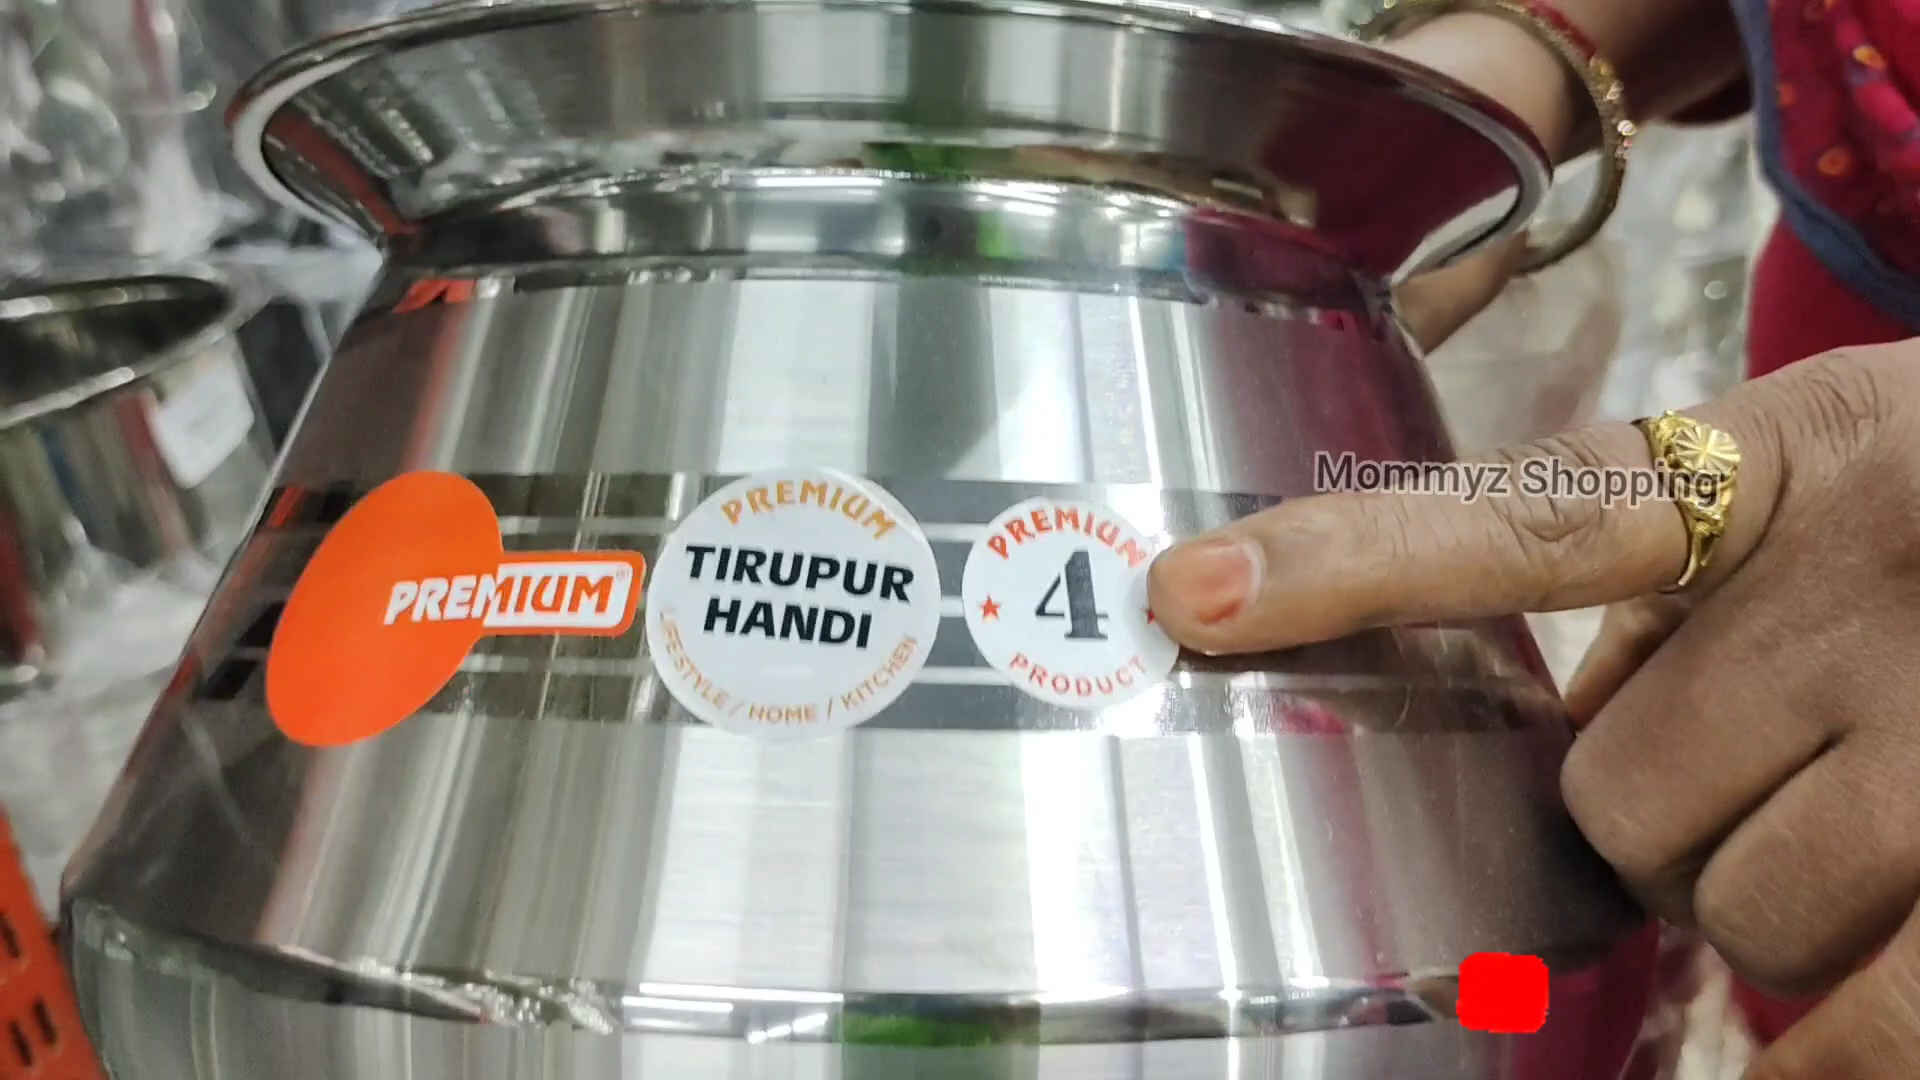 PREMIUM®
PREMIUM
TIRUPUR
HANDI
LIFESTYLE / HOME / KITCHEN
PREMIUM
4
PRODUCT
Mommyz Shopping